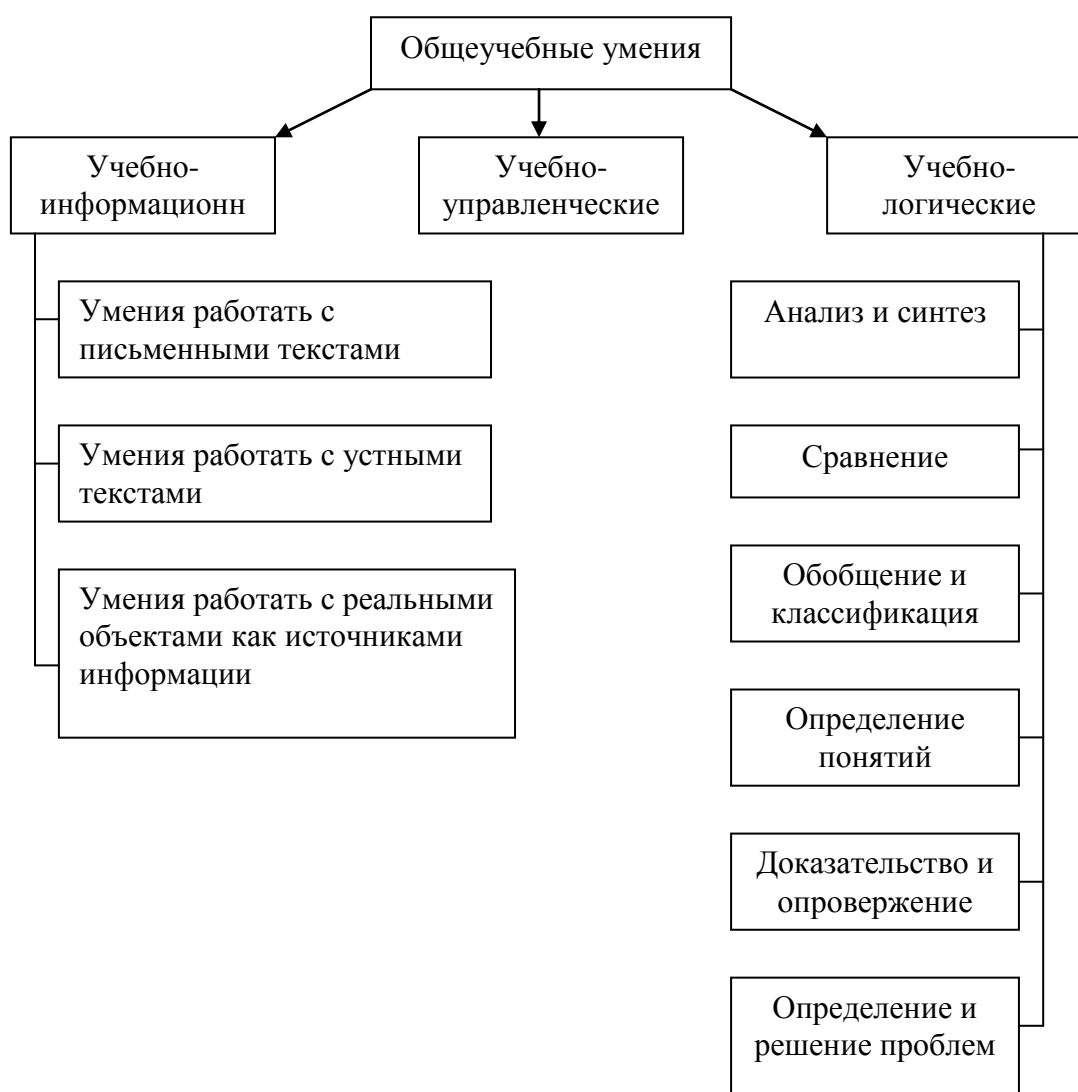 Общеучебные умения
Учебно-
информационн
Учебно-
управленческие
Учебно-
логические
Умения работать с
письменными текстами
Умения работать с устными
текстами
Умения работать с реальными
объектами как источниками
информации
Анализ и синтез
Сравнение
Обобщение и
классификация
Определение
понятий
Доказательство и
опровержение
Определение и
решение проблем